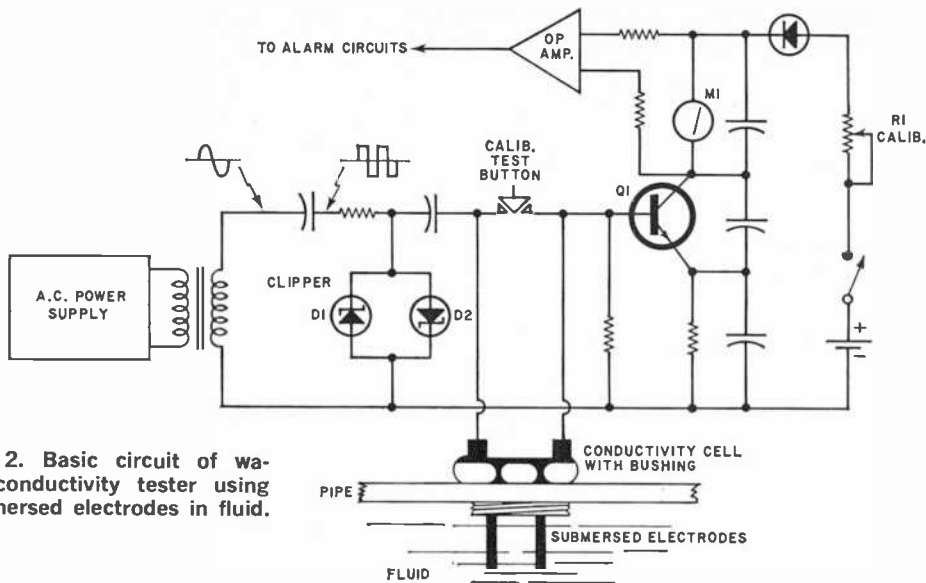 TO ALARM CIRCUITS
OP
AMP.
M1
R1
CALIB.
CALIB.
TEST
BUTTON
Q1
A.C. POWER
SUPPLY
CLIPPER
D1
D2
+
-
2. Basic circuit of wa-
conductivity tester using
mersed electrodes in fluid.
CONDUCTIVITY CELL
WITH BUSHING
PIPE
SUBMERSED ELECTRODES
FLUID